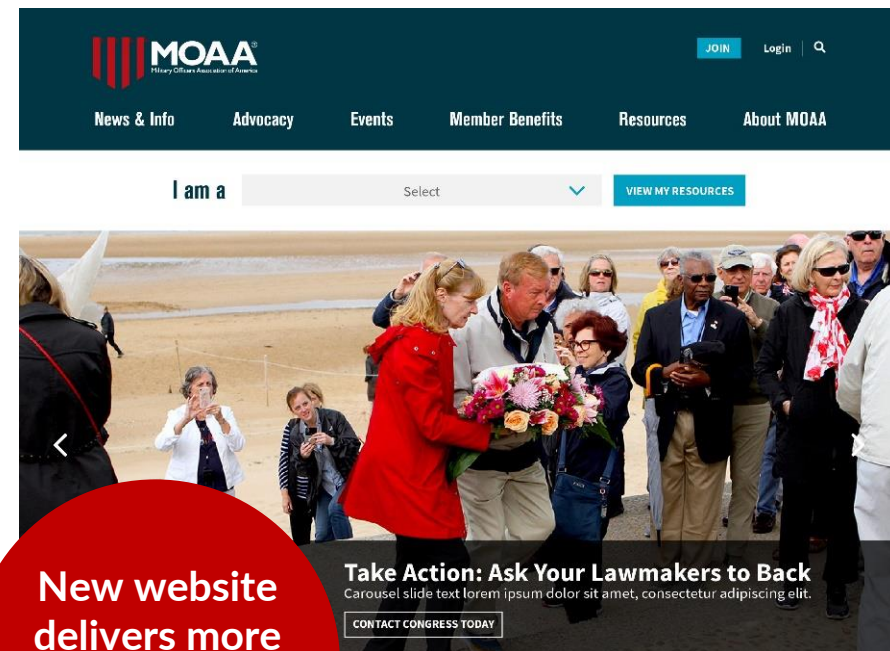 MOAA®
Military Officers Association of America
JOIN Login
News & Info Advocacy Events Member Benefits Resources About MOAA
I am a Select VIEW MY RESOURCES
Take Action: Ask Your Lawmakers to Back
Carousel slide text lorem ipsum dolor sit amet, consectetur adipiscing elit.
CONTACT CONGRESS TODAY
New website
delivers more